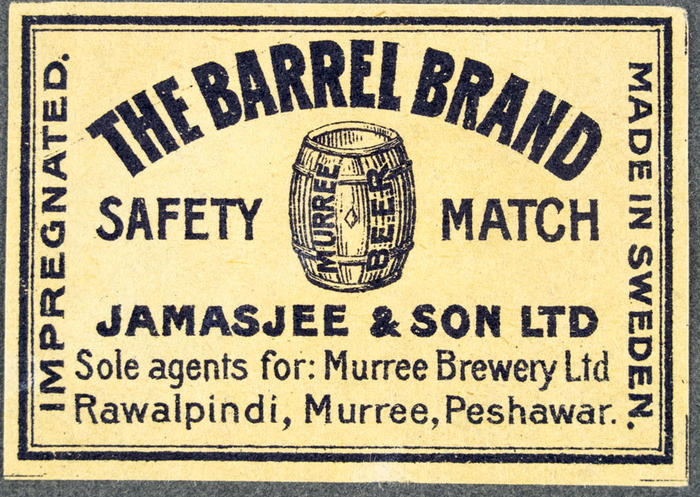 IMPREGNATED.
THE BARREL BRAND
SAFETY MATCH
MURREE
BEER
JAMASJEE & SON LTD
Sole agents for: Murree Brewery Ltd
Rawalpindi, Murree, Peshawar.
MADE IN SWEDEN.